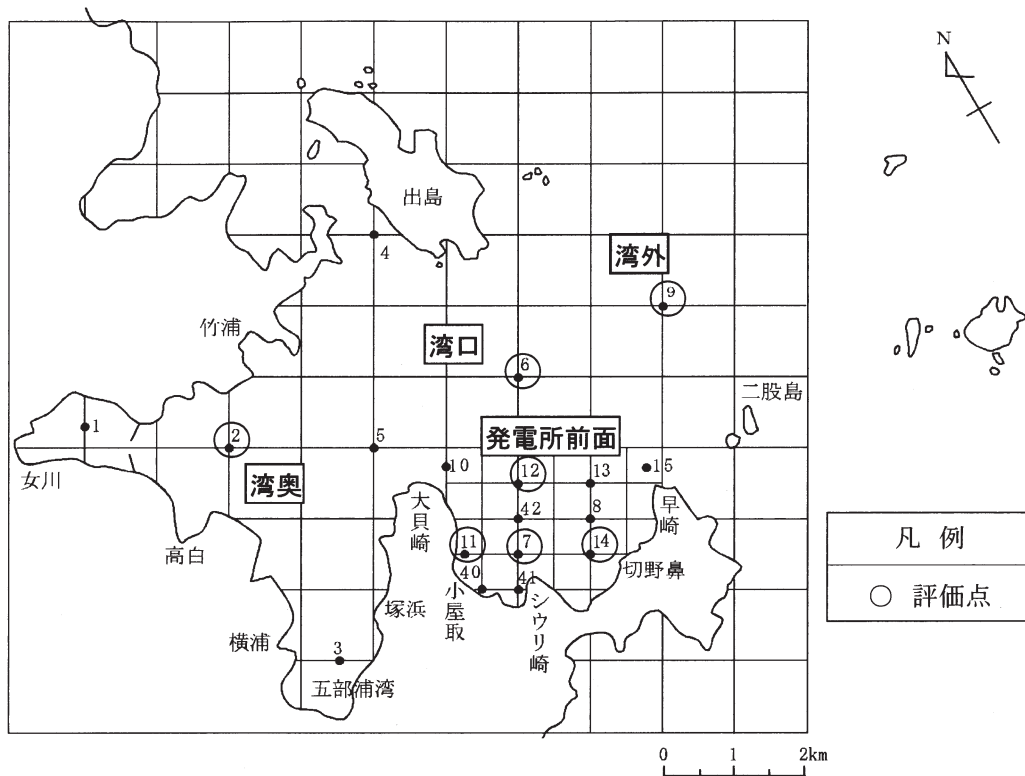 N
出島
4
湾外
9
竹浦
湾口
6
二股島
発電所前面
1
2
5
10
12
13
15
女川
湾奥
大貝崎
42
8
早崎
高白
11
7
14
切野鼻
40
41
小屋取
シウリ崎
塚浜
横浦
3
五部浦湾
凡例
○ 評価点
0 1 2km